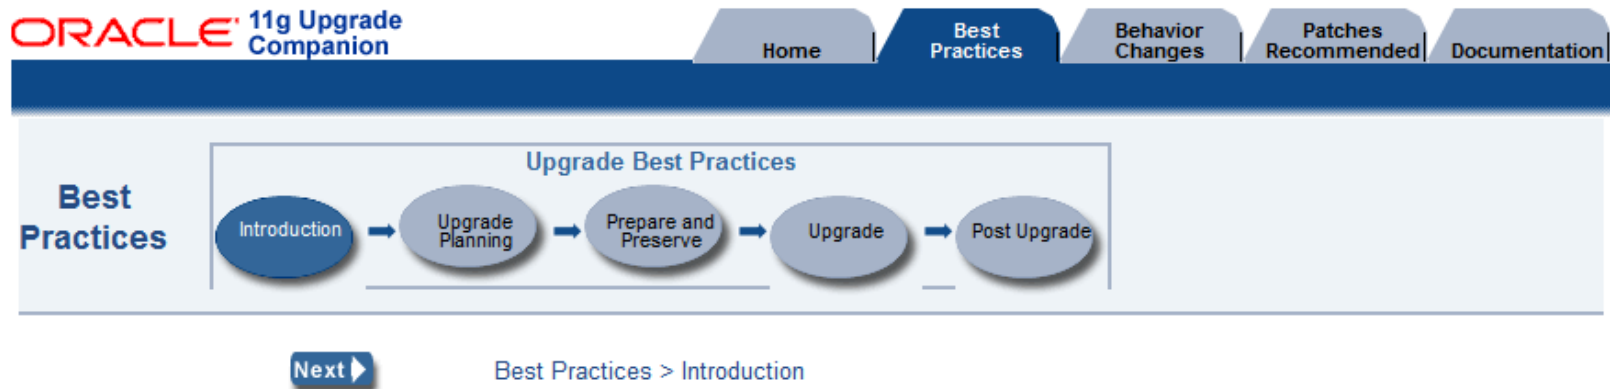 ORACLE 11g Upgrade
Companion
Home
Best
Practices
Behavior
Changes
Patches
Recommended
Documentation
Best
Practices
Upgrade Best Practices
Introduction
Upgrade
Planning
Prepare and
Preserve
Upgrade
Post Upgrade
Next
Best Practices > Introduction